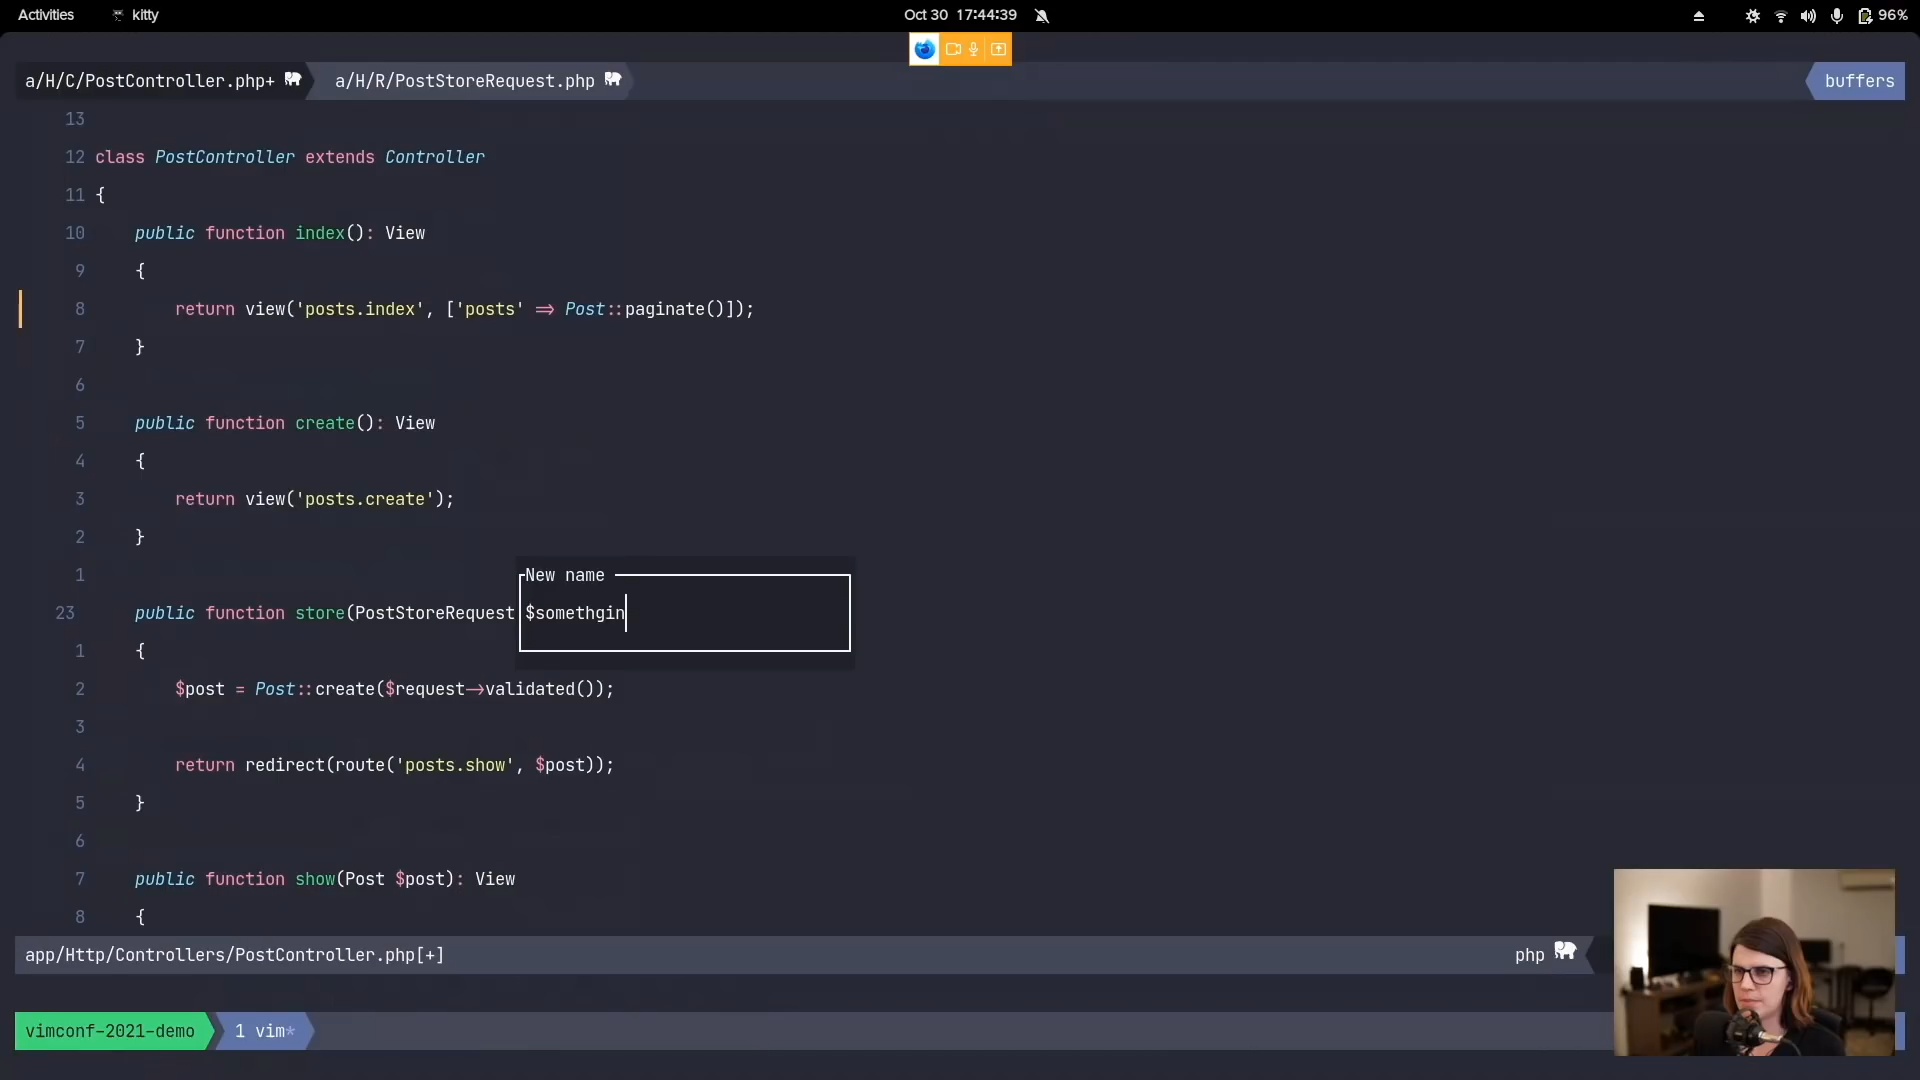 Activities kitty Oct 30 17:44:39 96%
a/H/C/PostController.php+ a/H/R/PostStoreRequest.php buffers
13
12 class PostController extends Controller
11 {
10 public function index(): View
9 {
8 return view('posts.index', ['posts' => Post::paginate()]);
7 }
6
5 public function create(): View
4 {
3 return view('posts.create');
2 }
1
New name
23 public function store(PostStoreRequest $somethgin
1 {
2 $post = Post::create($request->validated());
3
4 return redirect(route('posts.show', $post));
5 }
6
7 public function show(Post $post): View
8 {
app/Http/Controllers/PostController.php[+] php
vimconf-2021-demo 1 vim*